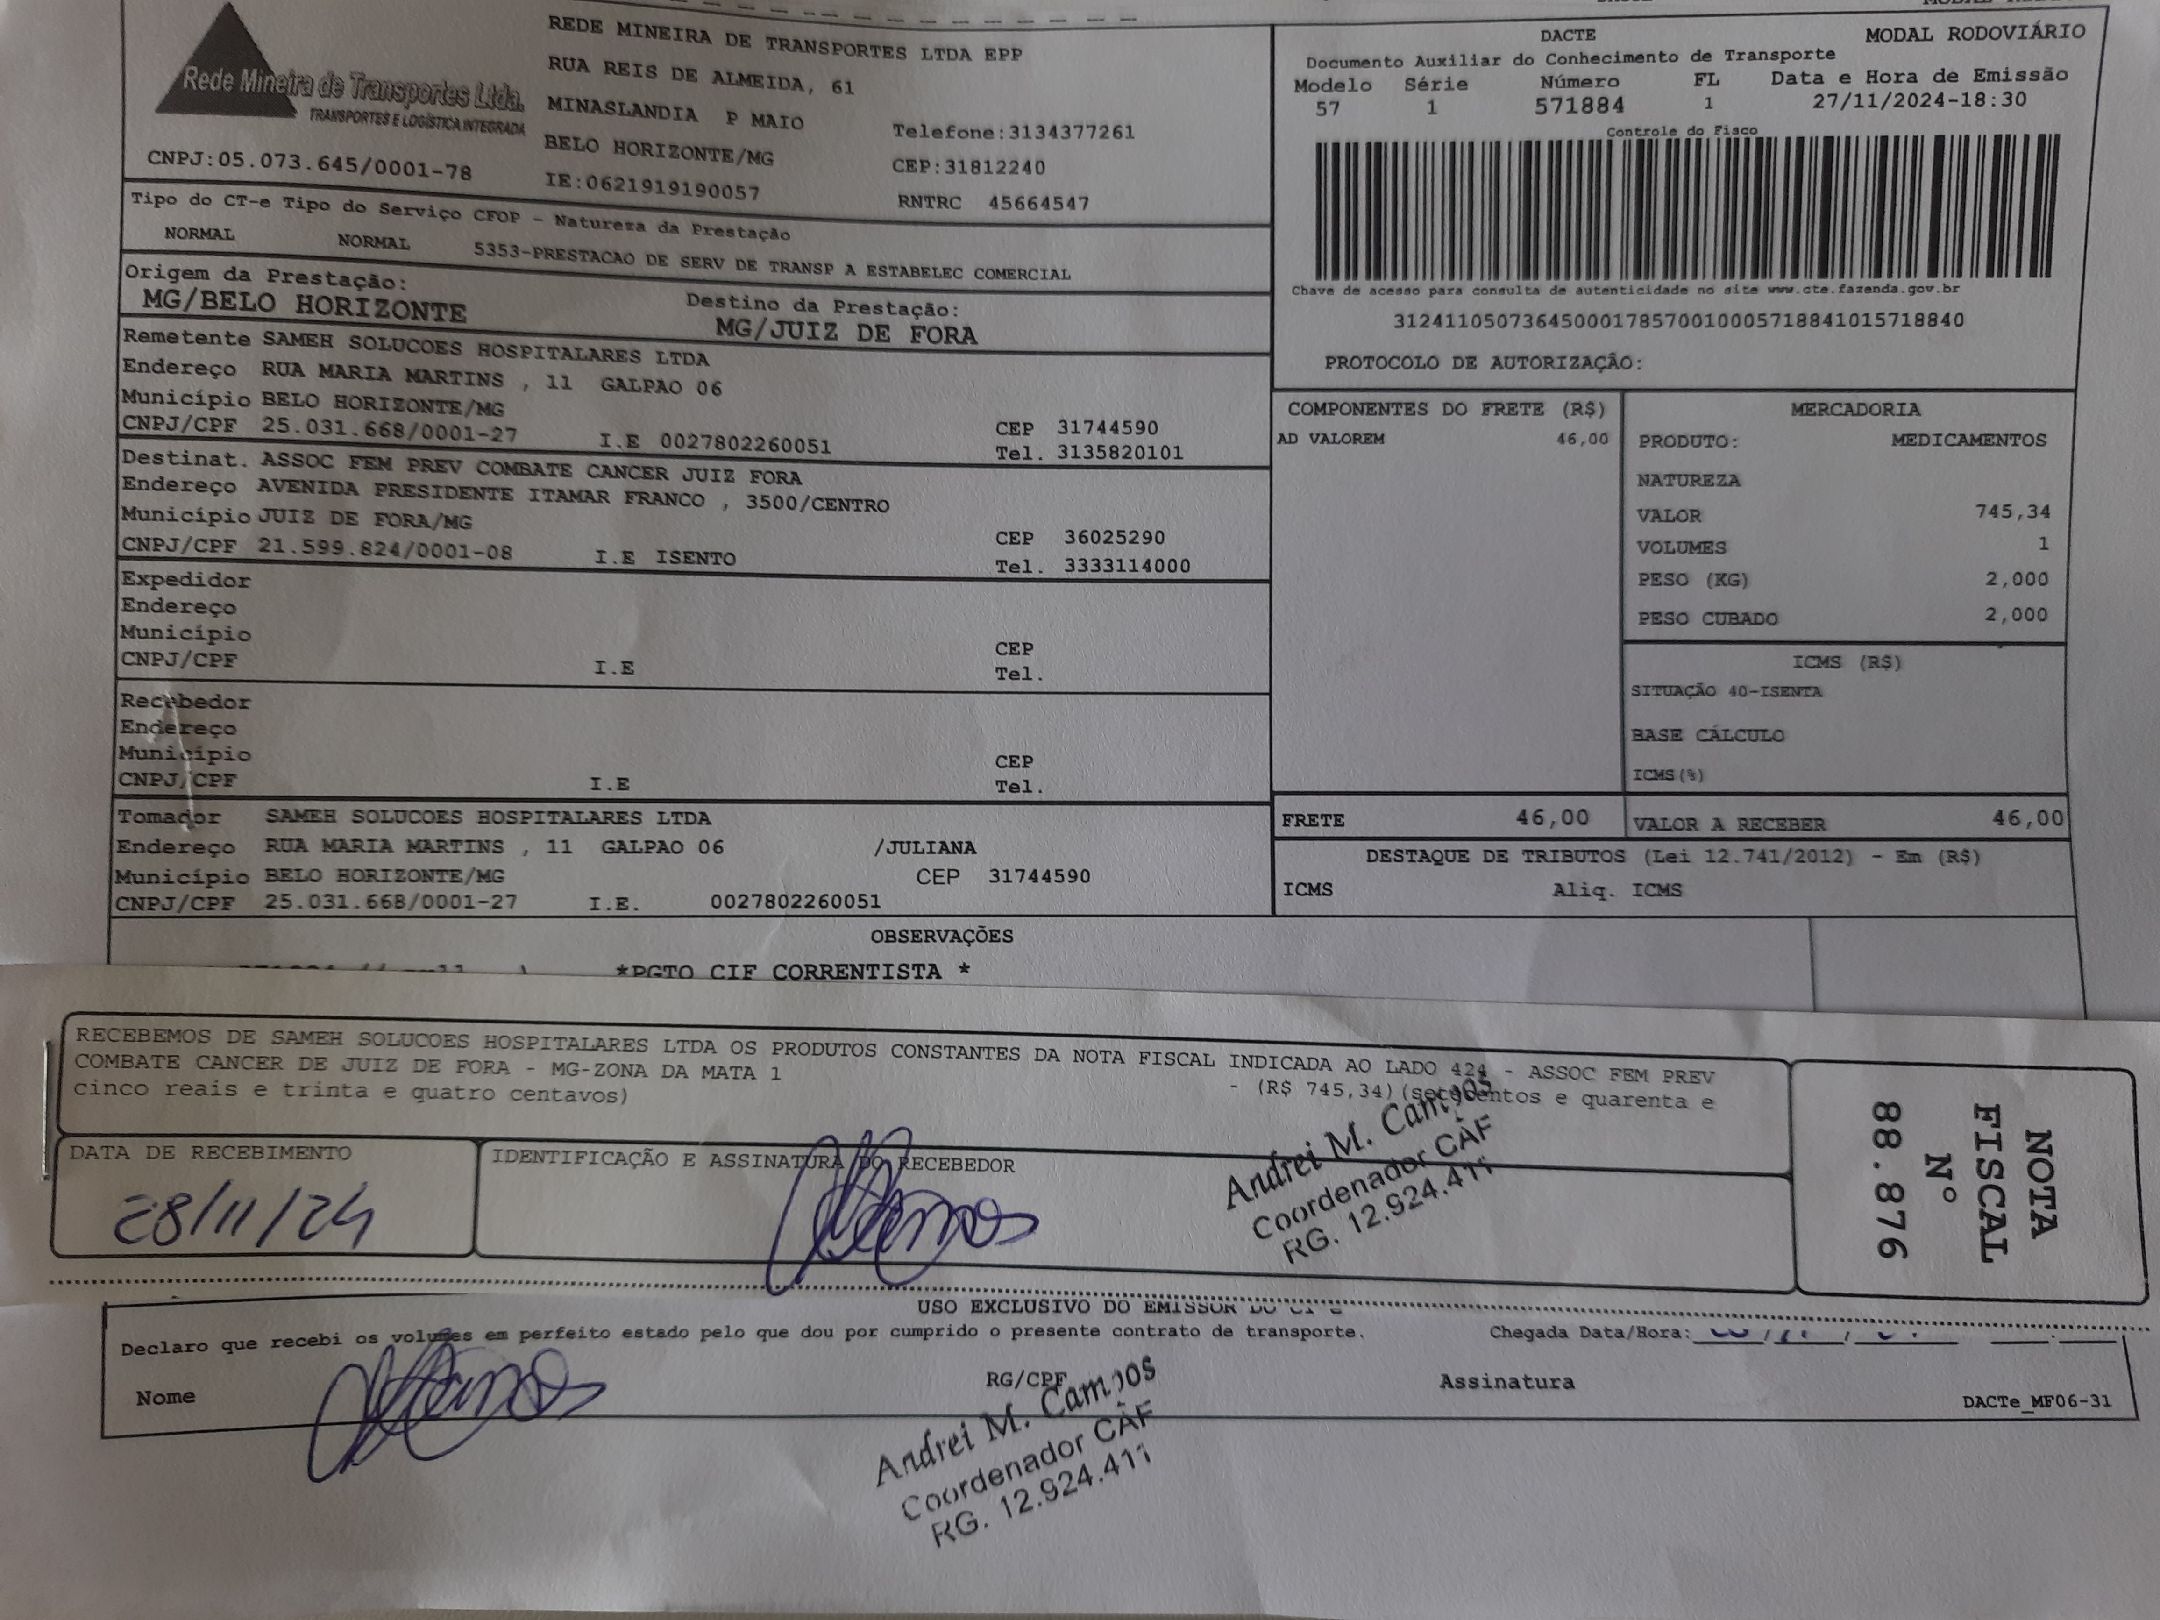 Rede Mineira de Transportes Ltda.
TRANSPORTES E LOGÍSTICA INTEGRADA
CNPJ:05.073.645/0001-78
REDE MINEIRA DE TRANSPORTES LTDA EPP
RUA REIS DE ALMEIDA, 61
MINASLANDIA P MAIO
BELO HORIZONTE/MG
IE:0621919190057
Telefone:3134377261
CEP:31812240
RNTRC 45664547
DACTE MODAL RODOVIÁRIO
Documento Auxiliar do Conhecimento de Transporte
Modelo Série Número FL Data e Hora de Emissão
57 1 571884 1 27/11/2024-18:30
Controle do Fisco
Chave de acesso para consulta de autenticidade no site www.cte.fazenda.gov.br
31241105073645000178570010005718841015718840
PROTOCOLO DE AUTORIZAÇÃO:
Tipo do CT-e Tipo do Serviço CFOP - Natureza da Prestação
NORMAL NORMAL 5353-PRESTACAO DE SERV DE TRANSP A ESTABELEC COMERCIAL
Origem da Prestação: Destino da Prestação:
MG/BELO HORIZONTE MG/JUIZ DE FORA
Remetente SAMEH SOLUCOES HOSPITALARES LTDA
Endereço RUA MARIA MARTINS , 11 GALPAO 06
Município BELO HORIZONTE/MG CEP 31744590
CNPJ/CPF 25.031.668/0001-27 I.E 0027802260051 Tel. 3135820101
Destinat. ASSOC FEM PREV COMBATE CANCER JUIZ FORA
Endereço AVENIDA PRESIDENTE ITAMAR FRANCO , 3500/CENTRO
Município JUIZ DE FORA/MG CEP 36025290
CNPJ/CPF 21.599.824/0001-08 I.E ISENTO Tel. 3333114000
Expedidor
Endereço
Município CEP
CNPJ/CPF I.E Tel.
Recebedor
Endereço
Município CEP
CNPJ/CPF I.E Tel.
Tomador SAMEH SOLUCOES HOSPITALARES LTDA
Endereço RUA MARIA MARTINS , 11 GALPAO 06 /JULIANA
Município BELO HORIZONTE/MG CEP 31744590
CNPJ/CPF 25.031.668/0001-27 I.E. 0027802260051
COMPONENTES DO FRETE (R$)
AD VALOREM 46,00
MERCADORIA
PRODUTO: MEDICAMENTOS
NATUREZA
VALOR 745,34
VOLUMES 1
PESO (KG) 2,000
PESO CUBADO 2,000
ICMS (R$)
SITUAÇÃO 40-ISENTA
BASE CÁLCULO
ICMS(%)
FRETE 46,00 VALOR A RECEBER 46,00
DESTAQUE DE TRIBUTOS (Lei 12.741/2012) - Em (R$)
ICMS Aliq. ICMS
OBSERVAÇÕES
*PGTO CIF CORRENTISTA *
RECEBEMOS DE SAMEH SOLUCOES HOSPITALARES LTDA OS PRODUTOS CONSTANTES DA NOTA FISCAL INDICADA AO LADO 424 - ASSOC FEM PREV
COMBATE CANCER DE JUIZ DE FORA - MG-ZONA DA MATA 1 - (R$ 745,34)(setecentos e quarenta e
cinco reais e trinta e quatro centavos)
DATA DE RECEBIMENTO
28/11/24
IDENTIFICAÇÃO E ASSINATURA DO RECEBEDOR
Andrei M. Campos
Coordenador CAF
RG. 12.924.411
NOTA
FISCAL
Nº
88.876
USO EXCLUSIVO DO EMISSOR DO CT-E
Declaro que recebi os volumes em perfeito estado pelo que dou por cumprido o presente contrato de transporte. Chegada Data/Hora:
Nome RG/CPF Assinatura
DACTe_MF06-31
Andrei M. Campos
Coordenador CAF
RG. 12.924.411